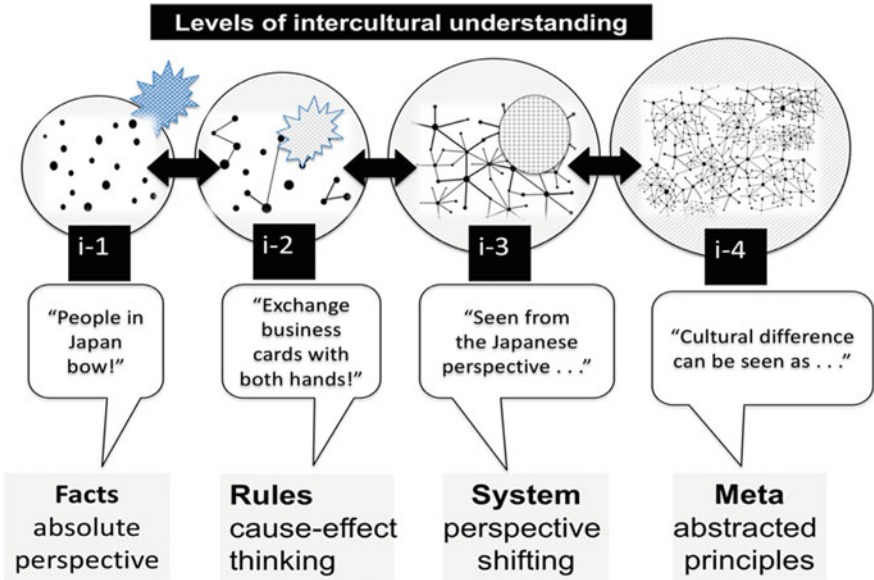 Levels of intercultural understanding
i-1
i-2
i-3
i-4
“People in
Japan
bow!”
“Exchange
business
cards with
both hands!”
“Seen from
the Japanese
perspective . . .”
“Cultural difference
can be seen as . . .”
Facts
absolute
perspective
Rules
cause-effect
thinking
System
perspective
shifting
Meta
abstracted
principles